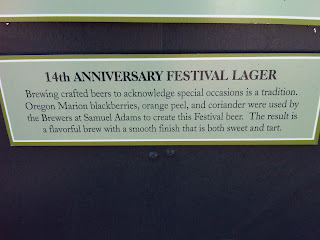 14th ANNIVERSARY FESTIVAL LAGER
Brewing crafted beers to acknowledge special occasions is a tradition.
Oregon Marion blackberries, orange peel, and coriander were used by
the Brewers at Samuel Adams to create this Festival beer.  The result is
a flavorful brew with a smooth finish that is both sweet and tart.